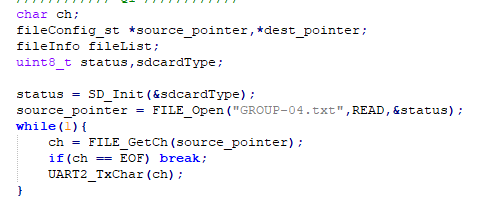 char ch;
fileConfig_st *source_pointer,*dest_pointer;
fileInfo fileList;
uint8_t status,sdcardType;
status = SD_Init(&sdcardType);
source_pointer = FILE_Open("GROUP-04.txt",READ,&status);
while(1){
ch = FILE_GetCh(source_pointer);
if(ch == EOF) break;
UART2_TxChar(ch);
}